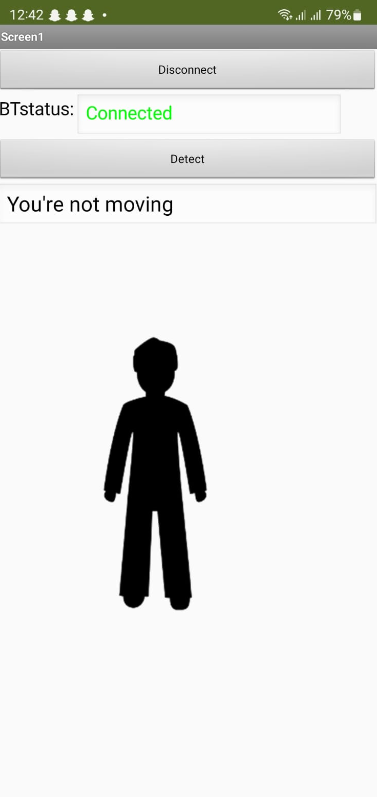 12:42 79%
Screen1
Disconnect
BTstatus: Connected
Detect
You're not moving